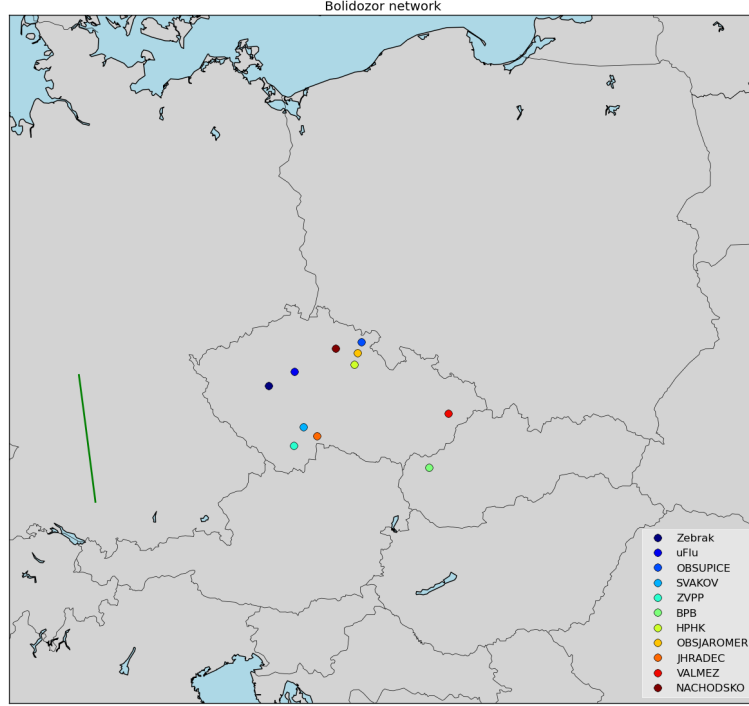 Bolidozor network
Zebrak
uFlu
OBSUPICE
SVAKOV
ZVPP
BPB
HPHK
OBSJAROMER
JHRADEC
VALMEZ
NACHODSKO